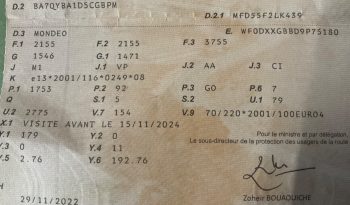 D.2 BA7QYBA1DSCGBPM
D.2.1 MFD55F2LK439
D.3 MONDEO E. WF0DXXGBBD9P75180
F.1 2155 F.2 2155 F.3 3755
G 1546 G.1 1471
J M1 J.1 VP J.2 AA J.3 CI
K e13*2001/116*0249*08
P.1 1753 P.2 92 P.3 GO P.6 7
Q S.1 5 S.2 U.1 79
U.2 2775 V.7 154 V.9 70/220*2001/100EURO4
X.1 VISITE AVANT LE 15/11/2024
Y.1 179 Y.2 0
Y.3 0 Y.4 11
Y.5 2.76 Y.6 192.76
Pour le ministre et par délégation,
Le sous-directeur de la protection des usagers de la route
Zoheir BOUAOUICHE
29/11/2022